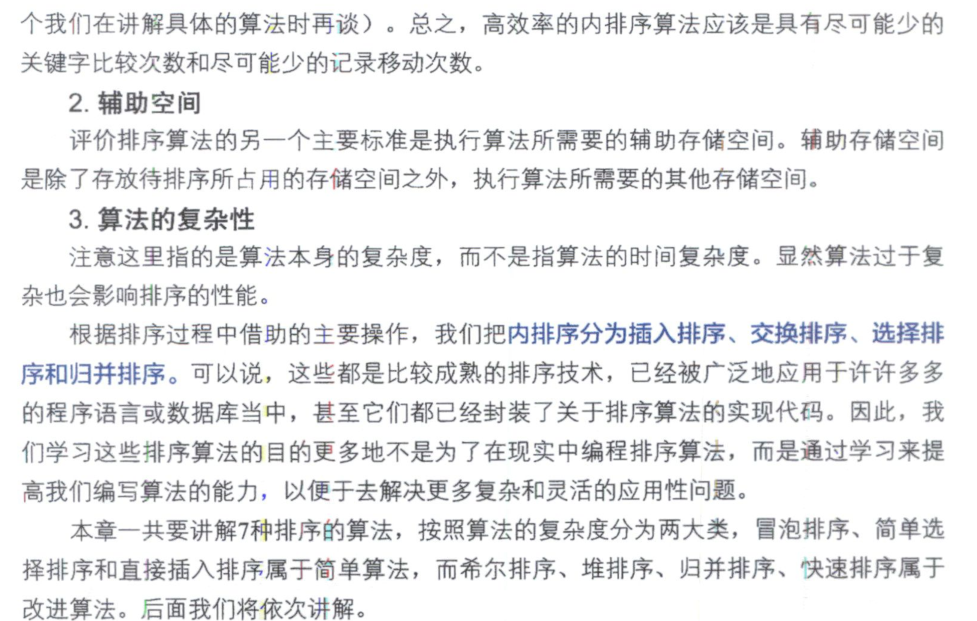 个我们在讲解具体的算法时再谈）。总之，高效率的内排序算法应该是具有尽可能少的
关键字比较次数和尽可能少的记录移动次数。
2. 辅助空间
评价排序算法的另一个主要标准是执行算法所需要的辅助存储空间。辅助存储空间
是除了存放待排序所占用的存储空间之外，执行算法所需要的其他存储空间。
3. 算法的复杂性
注意这里指的是算法本身的复杂度，而不是指算法的时间复杂度。显然算法过于复
杂也会影响排序的性能。
根据排序过程中借助的主要操作，我们把内排序分为插入排序、交换排序、选择排
序和归并排序。可以说，这些都是比较成熟的排序技术，已经被广泛地应用于许许多多
的程序语言或数据库当中，甚至它们都已经封装了关于排序算法的实现代码。因此，我
们学习这些排序算法的目的更多地不是为了在现实中编程排序算法，而是通过学习来提
高我们编写算法的能力，以便于去解决更多复杂和灵活的应用性问题。
本章一共要讲解7种排序的算法，按照算法的复杂度分为两大类，冒泡排序、简单选
择排序和直接插入排序属于简单算法，而希尔排序、堆排序、归并排序、快速排序属于
改进算法。后面我们将依次讲解。